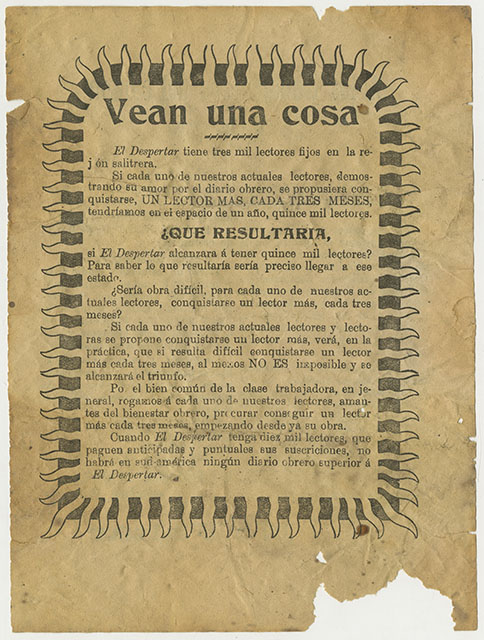 Vean una cosa
El Despertar tiene tres mil lectores fijos en la re-
jón salitrera.
Si cada uno de nuestros actuales lectores, demos-
trando su amor por el diario obrero, se propusiera con-
quistarse, UN LECTOR MAS, CADA TRES MESES,
tendríamos en el espacio de un año, quince mil lectores.
¿QUE RESULTARIA,
si El Despertar alcanzara á tener quince mil lectores?
Para saber lo que resultaría sería preciso llegar a ese
estado.
¿Sería obra difícil, para cada uno de nuestros ac-
tuales lectores, conquistarse un lector más, cada tres
meses?
Si cada uno de nuestros actuales lectores y lecto-
ras se propone conquistarse un lector más, verá, en la
práctica, que si resulta difícil conquistarse un lector
más cada tres meses, al menos NO ES imposible y se
alcanzará el triunfo.
Por el bien común de la clase trabajadora, en je-
neral, rogamos á cada uno de nuestros lectores, aman-
tes del bienestar obrero, procurar conseguir un lector
más cada tres meses, empezando desde ya su obra.
Cuando El Despertar tenga diez mil lectores, que
paguen anticipadas y puntuales sus suscriciones, no
habrá en sud-américa ningún diario obrero superior á
El Despertar.